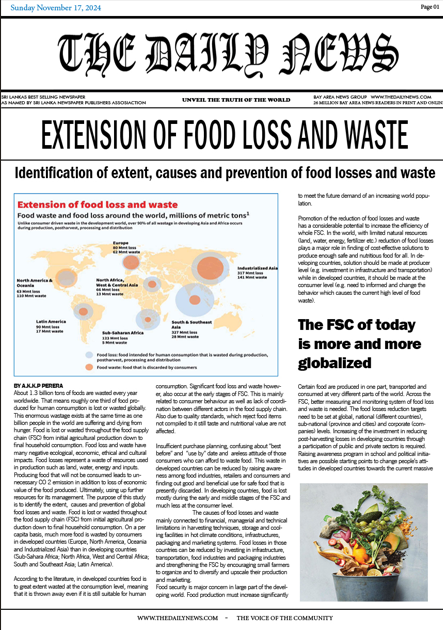 Sunday November 17, 2024
Page 01
THE DAILY NEWS
SRI LANKAS BEST SELLING NEWSPAPER
AS NAMED BY SRI LANKA NEWSPAPER PUBLISHERS ASSOSIACTION
UNVEIL THE TRUTH OF THE WORLD
BAY AREA NEWS GROUP WWW.THEDAILYNEWS.COM
26 MILLION BAY AREA NEWS READERS IN PRINT AND ONLIN
EXTENSION OF FOOD LOSS AND WASTE
Identification of extent, causes and prevention of food losses and waste
Extension of food loss and waste
Food waste and food loss around the world, millions of metric tons¹
Unlike consumer driven waste in the development world, over 90% of all wastage in developing Asia and Africa occurs
during production, postharvest, processing and distribution
Europe
80 Mmt loss
61 Mmt waste
North America &
Oceania
63 Mmt loss
110 Mmt waste
North Africa,
West & Central Asia
66 Mmt loss
23 Mmt waste
Industrialized Asia
317 Mmt loss
141 Mmt waste
Latin America
90 Mmt loss
17 Mmt waste
Sub-Saharan Africa
122 Mmt loss
5 Mmt waste
South & Southeast
Asia
327 Mmt loss
28 Mmt waste
Food loss: food intended for human consumption that is wasted during production,
postharvest, processing and distribution
Food waste: food that is discarded by consumers
BY A.K.K.P PERERA
About 1.3 billion tons of foods are wasted every year
worldwide. That means roughly one third of food pro-
duced for human consumption is lost or wasted globally.
This enormous wastage exists at the same time as one
billion people in the world are suffering and dying from
hunger. Food is lost or wasted throughout the food supply
chain (FSC) from initial agricultural production down to
final household consumption. Food loss and waste have
many negative ecological, economic, ethical and cultural
impacts. Food losses represent a waste of resources used
in production such as land, water, energy and inputs.
Producing food that will not be consumed leads to un-
necessary CO 2 emission in addition to loss of economic
value of the food produced. Ultimately, using up further
resources for its management. The purpose of this study
is to identify the extent, causes and prevention of global
food losses and waste. Food is lost or wasted throughout
the food supply chain (FSC) from initial agricultural pro-
duction down to final household consumption. On a per
capita basis, much more food is wasted by consumers
in developed countries (Europe, North America, Oceania
and Industrialized Asia) than in developing countries
(Sub-Sahara Africa; North Africa, West and Central Africa;
South and Southeast Asia; Latin America).
According to the literature, in developed countries food is
to great extent wasted at the consumption level, meaning
that it is thrown away even if it is still suitable for human
consumption. Significant food loss and waste howev-
er, also occur at the early stages of FSC. This is mainly
related to consumer behaviour as well as lack of coordi-
nation between different actors in the food supply chain.
Also due to quality standards, which reject food items
not complied to it still taste and nutritional value are not
affected.
Insufficient purchase planning, confusing about "best
before" and "use by" date and areless attitude of those
consumers who can afford to waste food. This waste in
developed countries can be reduced by raising aware-
ness among food industries, retailers and consumers and
finding out good and beneficial use for safe food that is
presently discarded. In developing countries, food is lost
mostly during the early and middle stages of the FSC and
much less at the consumer level.
The causes of food losses and waste
mainly connected to financial, managerial and technical
limitations in harvesting techniques, storage and cool-
ing facilities in hot climate conditions, infrastructures,
packaging and marketing systems. Food losses in those
countries can be reduced by investing in infrastructure,
transportation, food industries and packaging industries
and strengthening the FSC by encouraging small farmers
to organize and to diversify and upscale their production
and marketing.
Food security is major concern in large part of the devel-
oping world. Food production must increase significantly
to meet the future demand of an increasing world popu-
lation.
Promotion of the reduction of food losses and waste
has a considerable potential to increase the efficiency of
whole FSC. In the world, with limited natural resources
(land, water, energy, fertilizer etc.) reduction of food losses
plays a major role in finding of cost-effective solutions to
produce enough safe and nutritious food for all. In de-
veloping countries, solution should be made at producer
level (e.g. investment in infrastructure and transportation)
while in developed countries, it should be made at the
consumer level (e.g. need to informed and change the
behavior which causes the current high level of food
waste).
The FSC of today
is more and more
globalized
Certain food are produced in one part, transported and
consumed at very different parts of the world. Across the
FSC, better measuring and monitoring system of food loss
and waste is needed. The food losses reduction targets
need to be set at global, national (different countries),
sub-national (province and cities) and corporate (com-
panies) levels. Increasing of the investment in reducing
post-harvesting losses in developing countries through
a participation of public and private sectors is required.
Raising awareness program in school and political initia-
tives are possible starting points to change people's atti-
tudes in developed countries towards the current massive
WWW.THEDAILYNEWS.COM - THE VOICE OF THE COMMUNITY